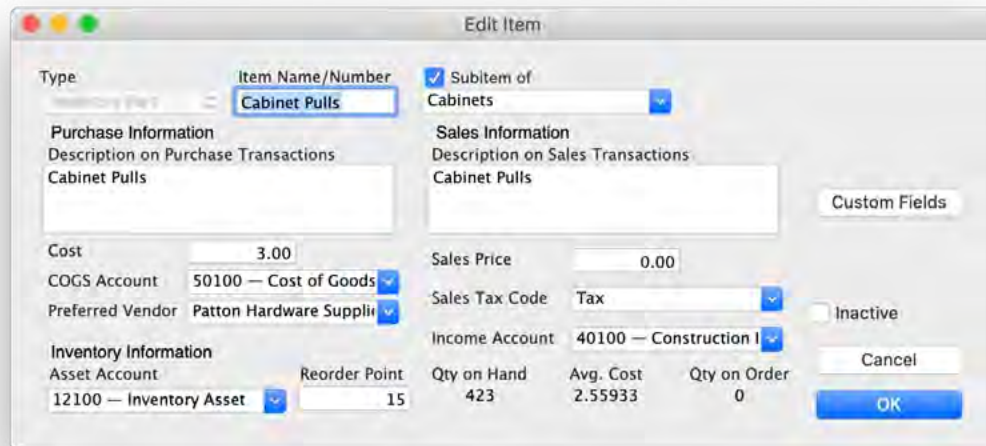 Edit Item
Type
Item Name/Number
Subitem of
Inventory Part
Cabinet Pulls
Cabinets
Purchase Information
Sales Information
Description on Purchase Transactions
Description on Sales Transactions
Cabinet Pulls
Cabinet Pulls
Custom Fields
Cost
3.00
Sales Price
0.00
COGS Account
50100 — Cost of Goods
Sales Tax Code
Tax
Preferred Vendor
Patton Hardware Supplie
Inactive
Income Account
40100 — Construction I
Inventory Information
Cancel
Asset Account
Reorder Point
Qty on Hand
Avg. Cost
Qty on Order
12100 — Inventory Asset
15
423
2.55933
0
OK